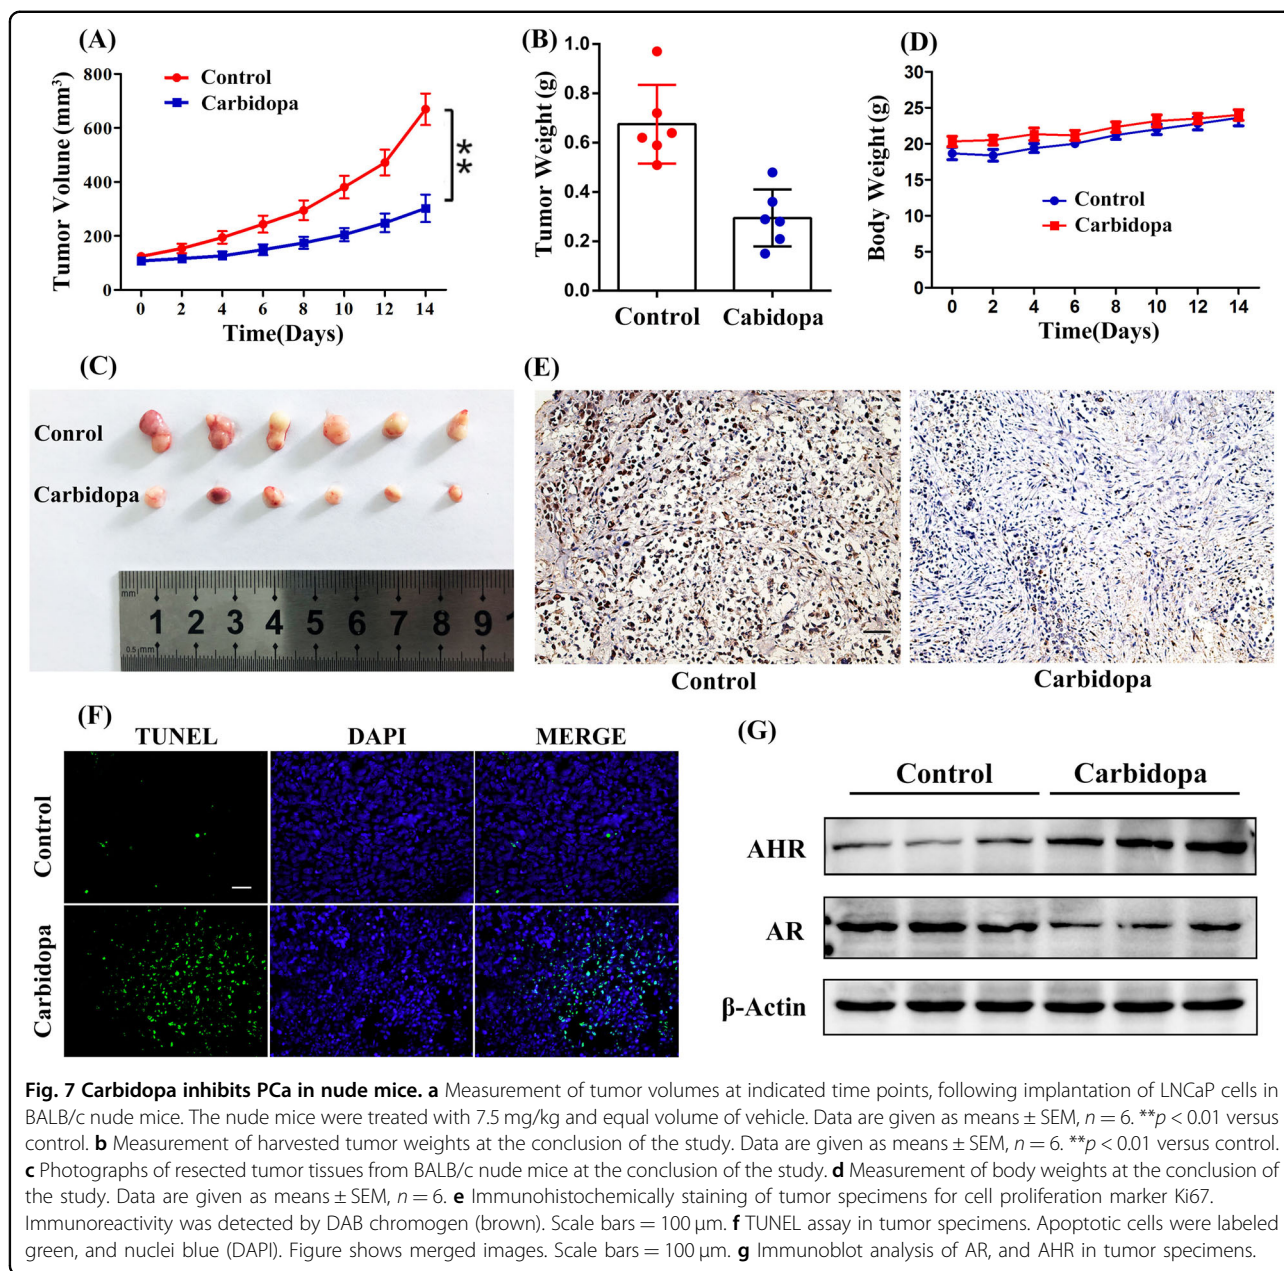 (A)
Control
Carbidopa
Tumor Volune (mm³)
800
600
400
200
0
**
0 2 4 6 8 10 12 14
Time(Days)
(B)
Tumor Weight (g)
1.0
0.8
0.6
0.4
0.2
0.0
Control Cabidopa
(D)
Body Weight (g)
30
25
20
15
10
5
0
Control
Carbidopa
0 2 4 6 8 10 12 14
Time(Days)
(C)
Conrol
Carbidopa
mm
1 2 3 4 5 6 7 8 9 1
0.5 mm
(E)
Control
Carbidopa
(F)
TUNEL DAPI MERGE
Control
Carbidopa
(G)
Control Carbidopa
AHR
AR
β-Actin
Fig. 7 Carbidopa inhibits PCa in nude mice. a Measurement of tumor volumes at indicated time points, following implantation of LNCaP cells in
BALB/c nude mice. The nude mice were treated with 7.5 mg/kg and equal volume of vehicle. Data are given as means ± SEM, n = 6. **p < 0.01 versus
control. b Measurement of harvested tumor weights at the conclusion of the study. Data are given as means ± SEM, n = 6. **p < 0.01 versus control.
c Photographs of resected tumor tissues from BALB/c nude mice at the conclusion of the study. d Measurement of body weights at the conclusion of
the study. Data are given as means ± SEM, n = 6. e Immunohistochemically staining of tumor specimens for cell proliferation marker Ki67.
Immunoreactivity was detected by DAB chromogen (brown). Scale bars = 100 μm. f TUNEL assay in tumor specimens. Apoptotic cells were labeled
green, and nuclei blue (DAPI). Figure shows merged images. Scale bars = 100 μm. g Immunoblot analysis of AR, and AHR in tumor specimens.